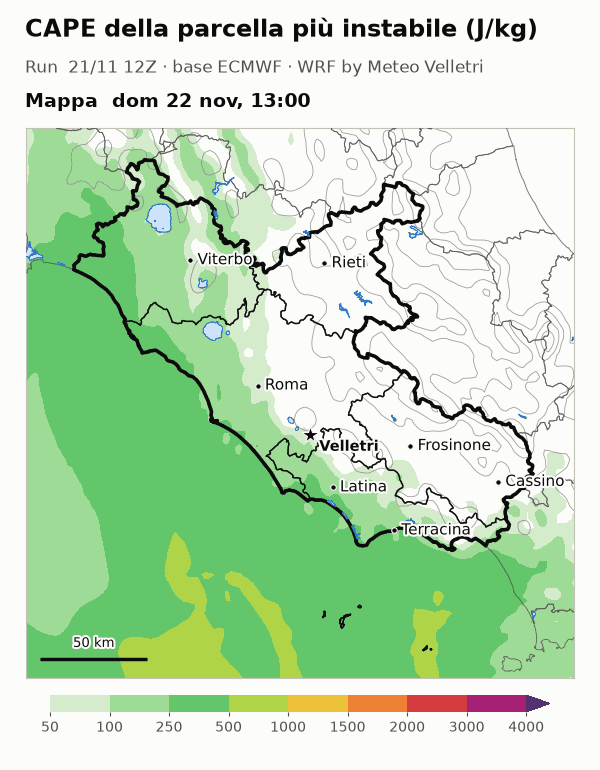 CAPE della parcella più instabile (J/kg)
Run  21/11 12Z · base ECMWF · WRF by Meteo Velletri
Mappa  dom 22 nov, 13:00
Viterbo
Rieti
Roma
Velletri
Frosinone
Cassino
Latina
Terracina
50 km
50 100 250 500 1000 1500 2000 3000 4000